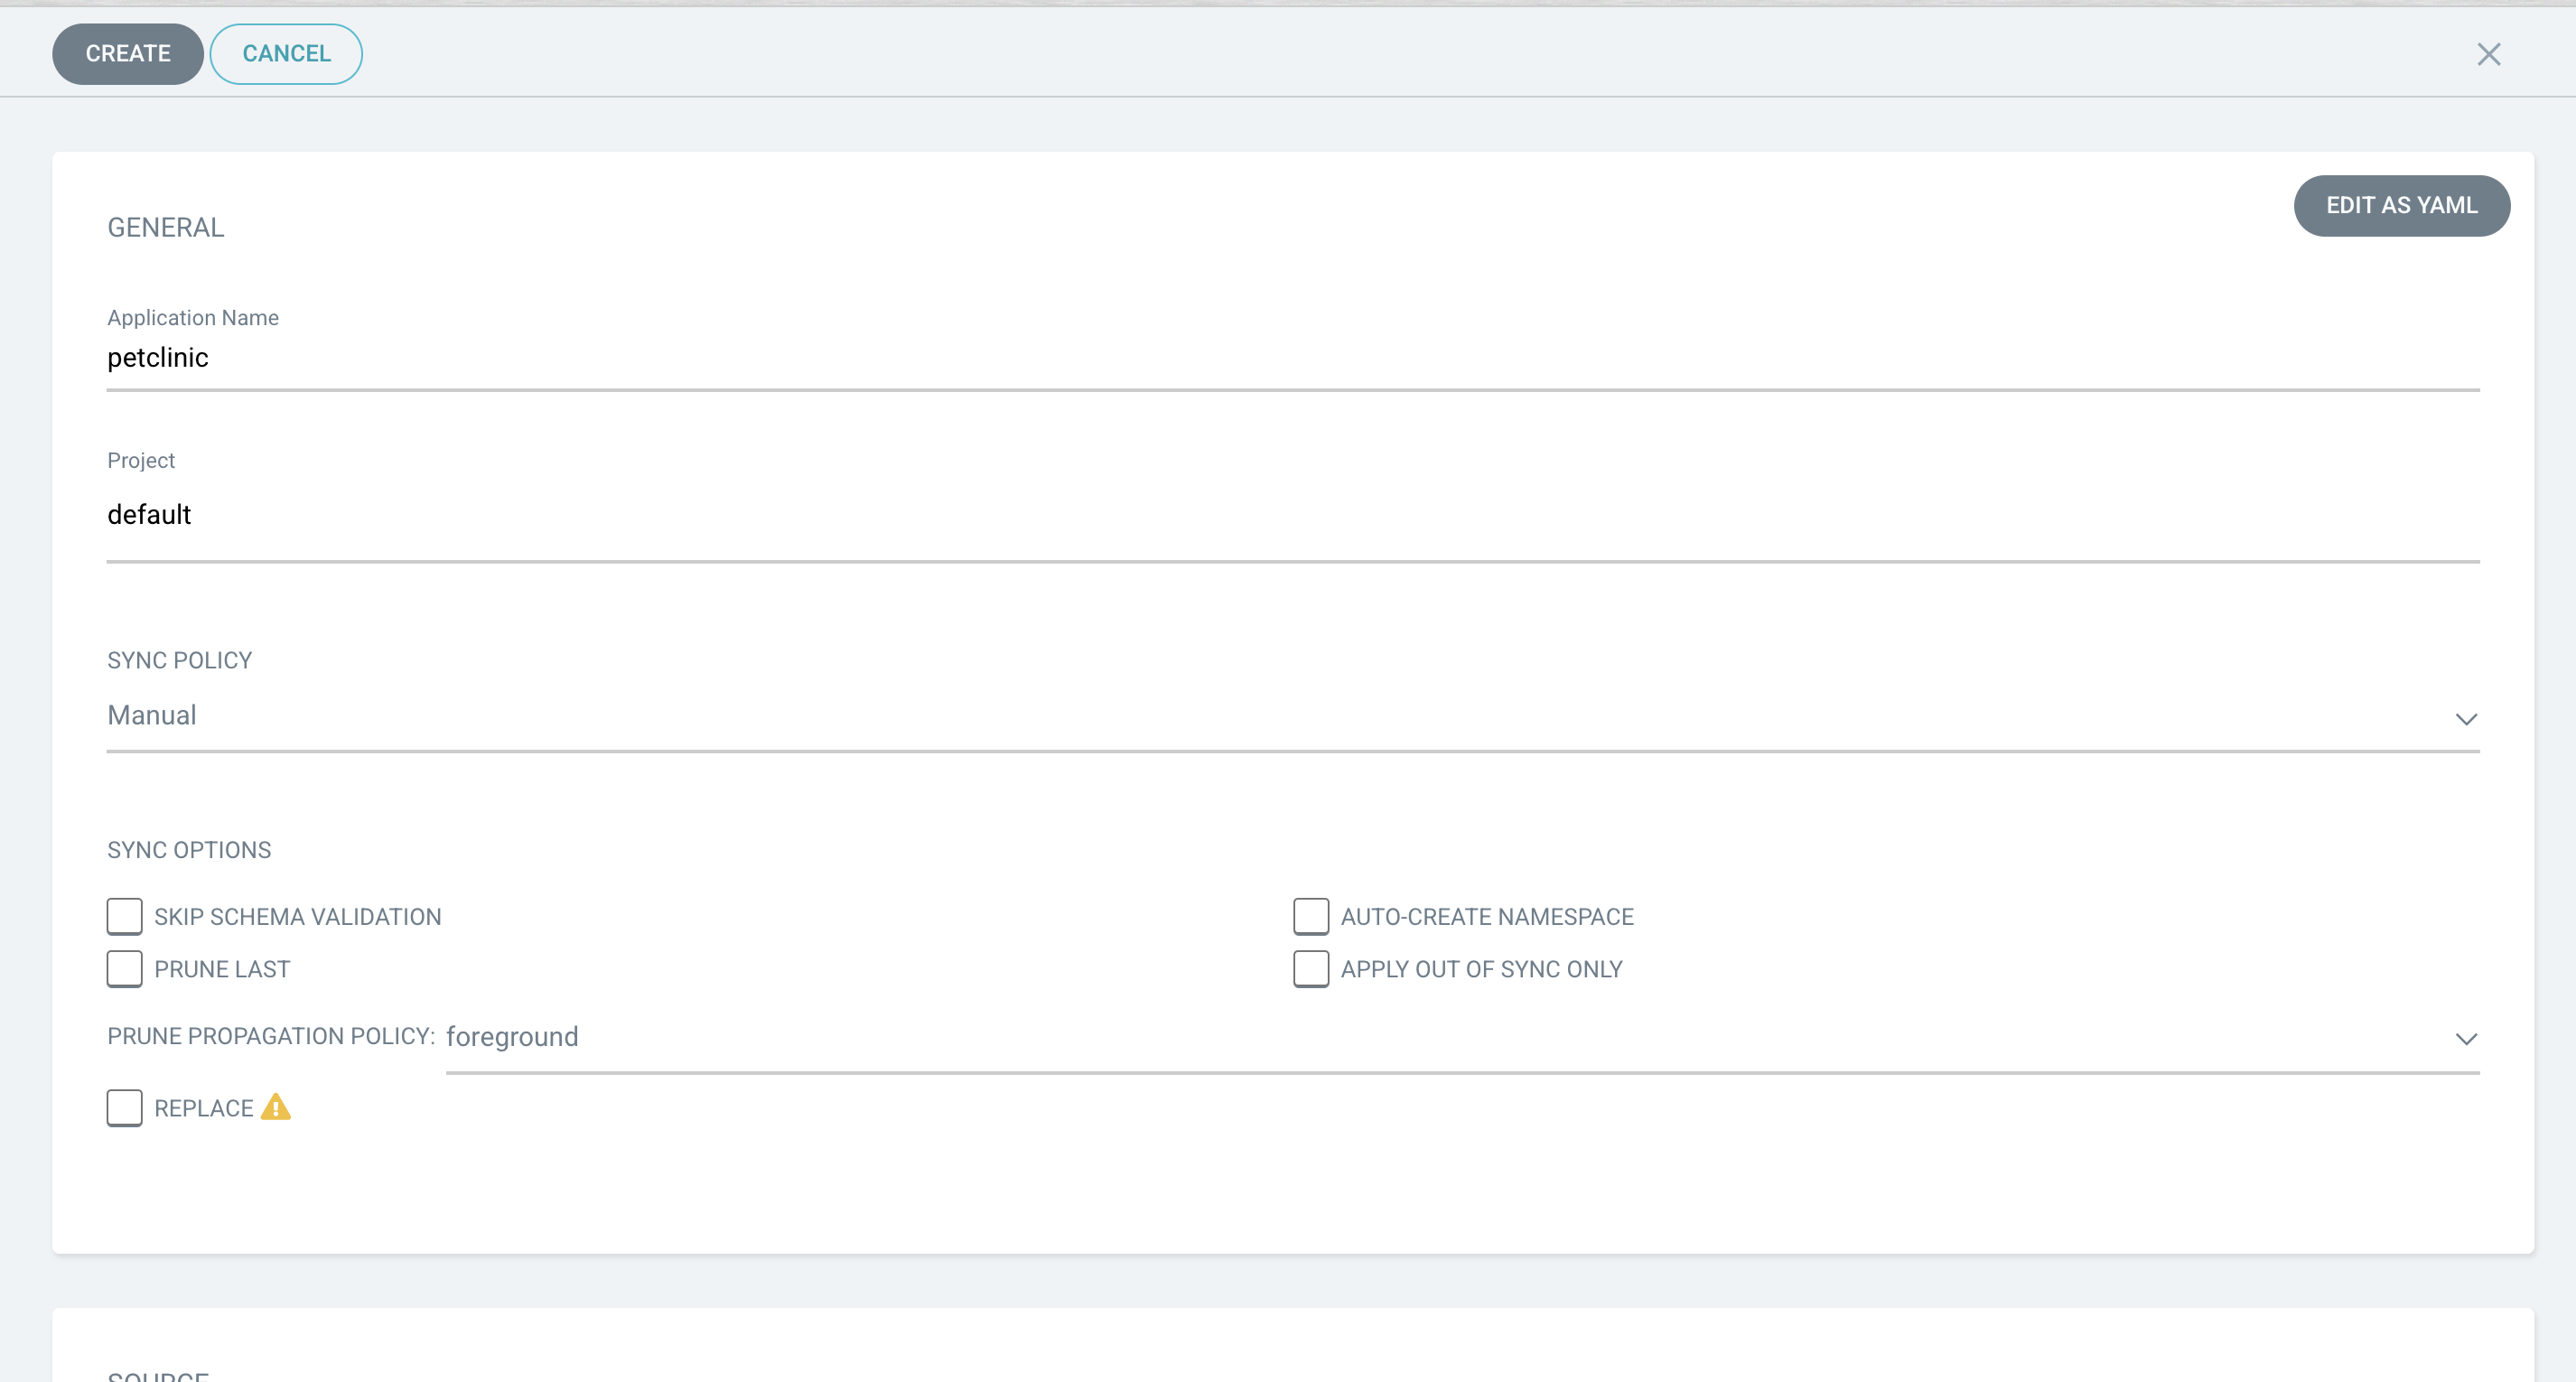 CREATE CANCEL
EDIT AS YAML
GENERAL
Application Name
petclinic
Project
default
SYNC POLICY
Manual
SYNC OPTIONS
SKIP SCHEMA VALIDATION AUTO-CREATE NAMESPACE
PRUNE LAST APPLY OUT OF SYNC ONLY
PRUNE PROPAGATION POLICY: foreground
REPLACE
SOURCE